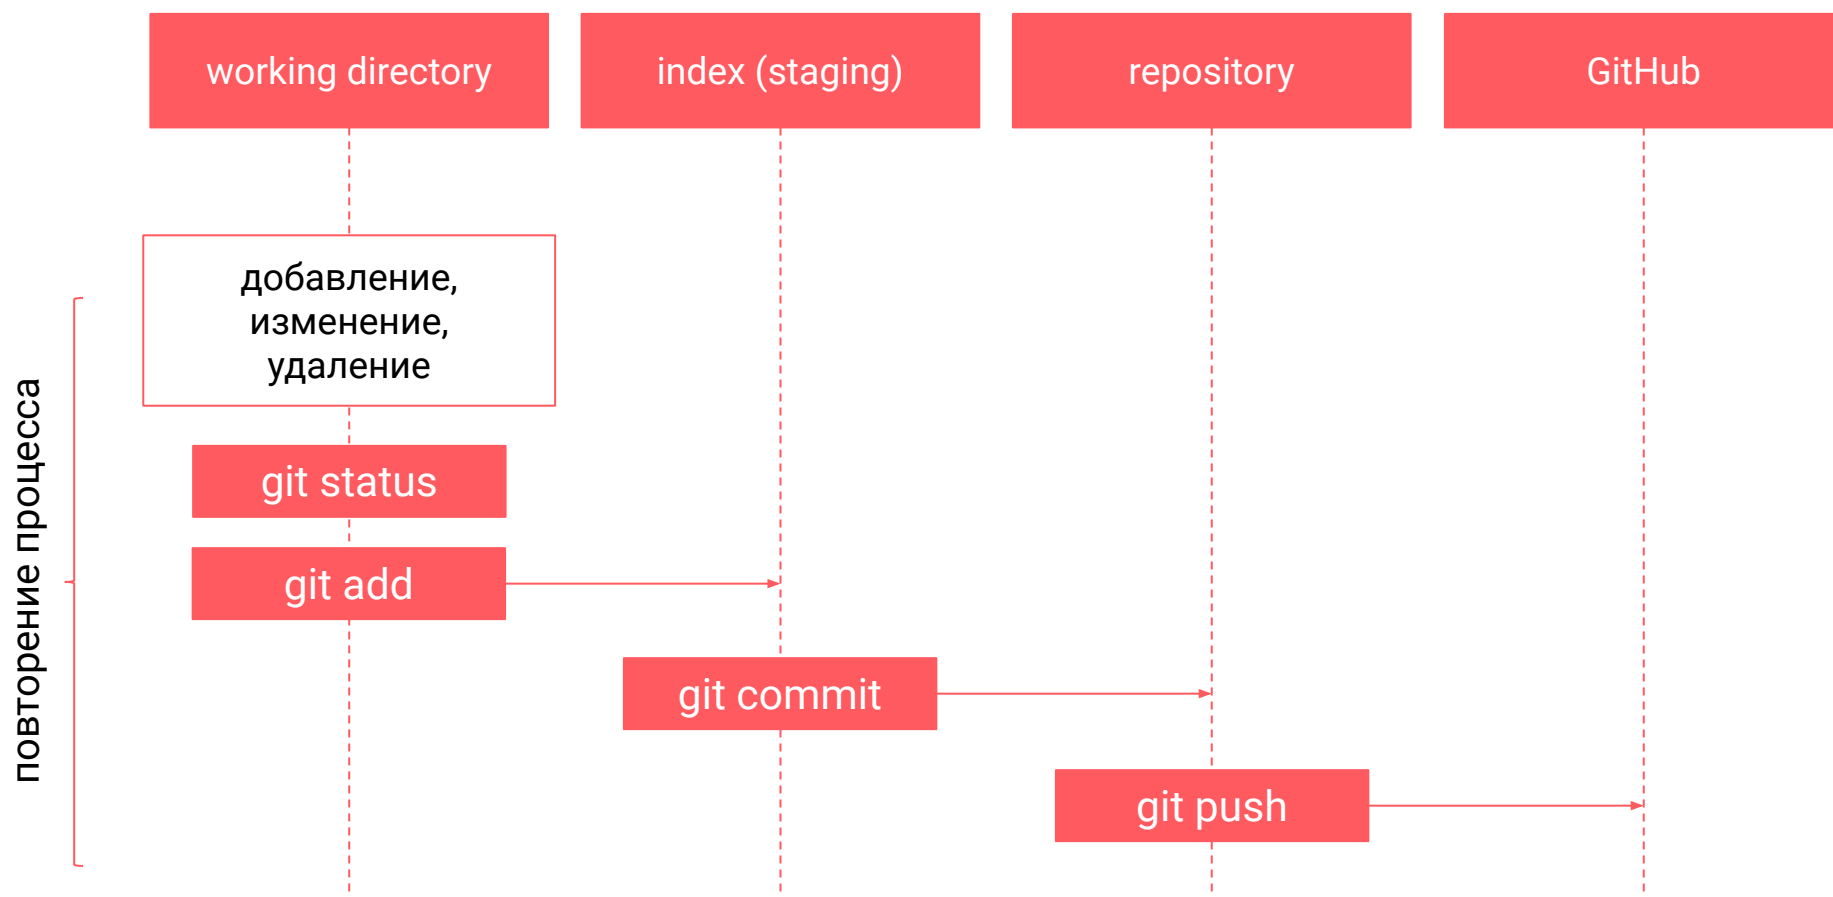 working directory
index (staging)
repository
GitHub
добавление,
изменение,
удаление
повторение процесса
git status
git add
git commit
git push